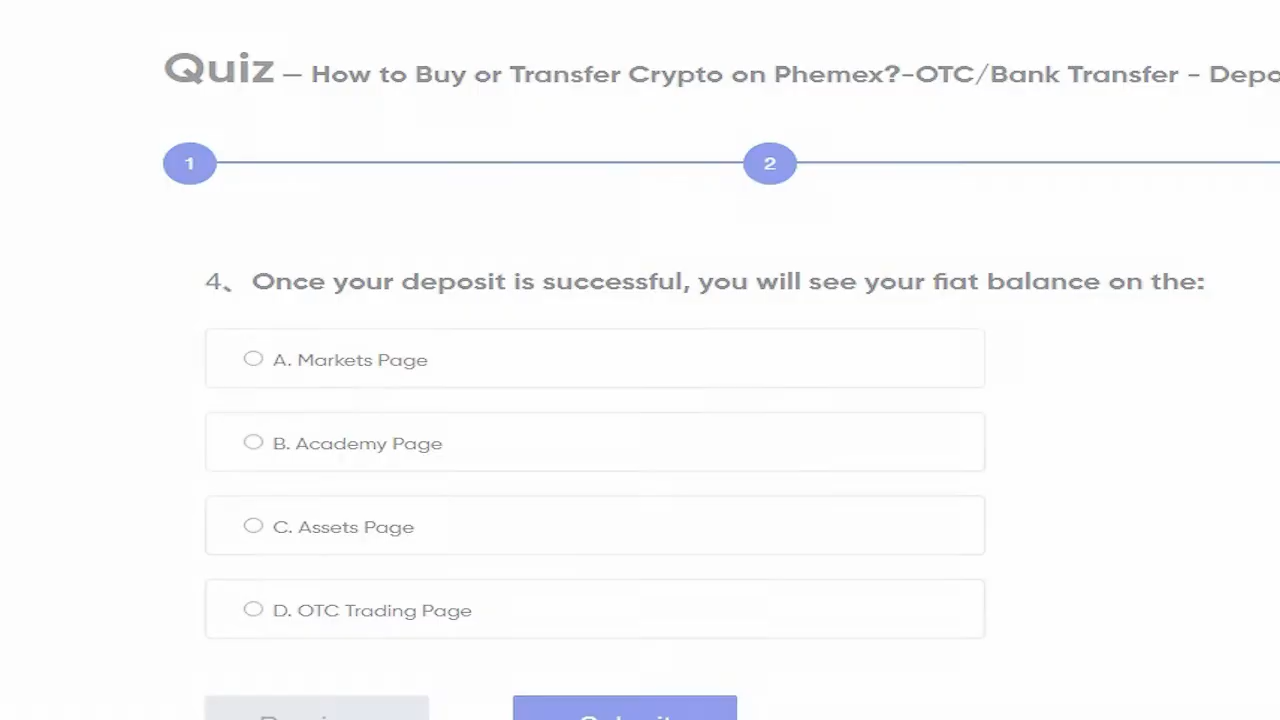 Quiz – How to Buy or Transfer Crypto on Phemex?-OTC/Bank Transfer - Depo
1
2
4、 Once your deposit is successful, you will see your fiat balance on the:
A. Markets Page
B. Academy Page
C. Assets Page
D. OTC Trading Page